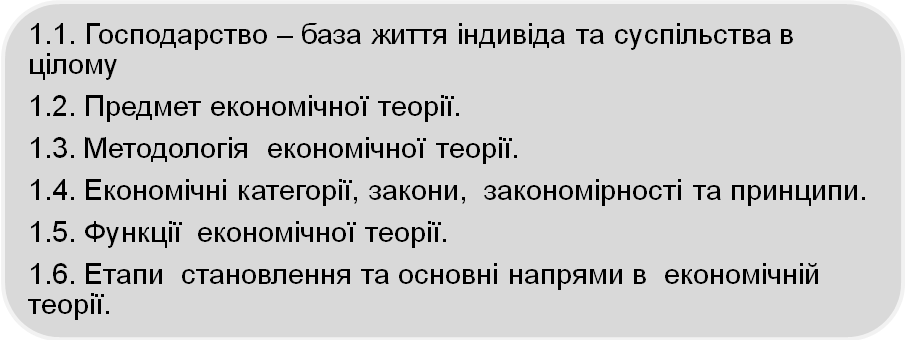 1.1. Господарство – база життя індивіда та суспільства в
цілому
1.2. Предмет економічної теорії.
1.3. Методологія  економічної теорії.
1.4. Економічні категорії, закони,  закономірності та принципи.
1.5. Функції  економічної теорії.
1.6. Етапи  становлення та основні напрями в  економічній
теорії.